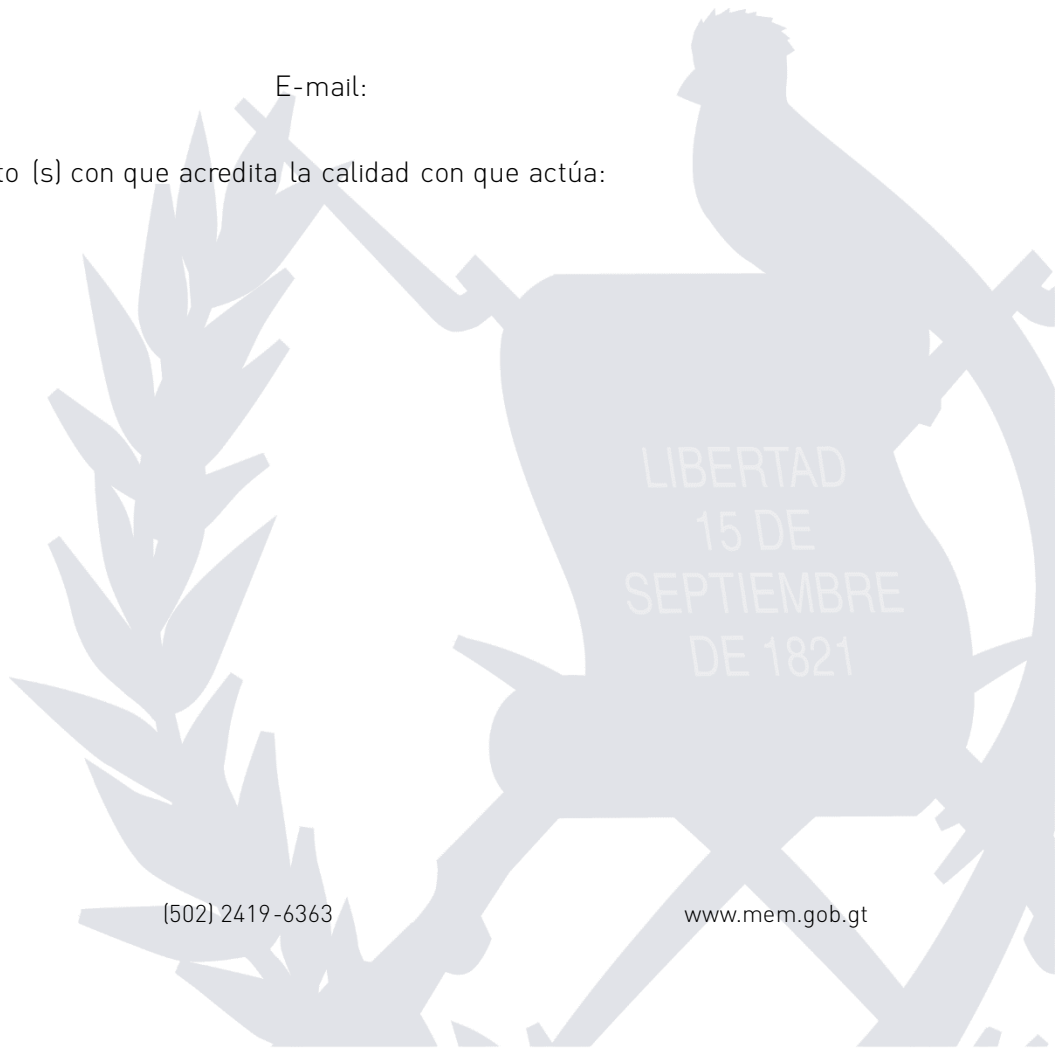 E-mail:
to (s) con que acredita la calidad con que actúa:
LIBERTAD
15 DE
SEPTIEMBRE
DE 1821
(502) 2419-6363 www.mem.gob.gt